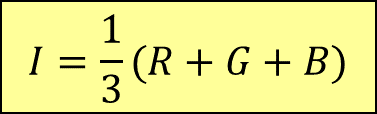 I = 1/3 (R + G + B)